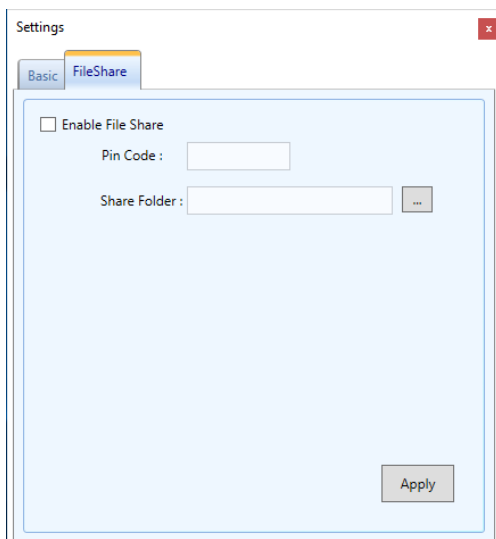 Settings
x
Basic FileShare
Enable File Share
Pin Code :
Share Folder : ...
Apply